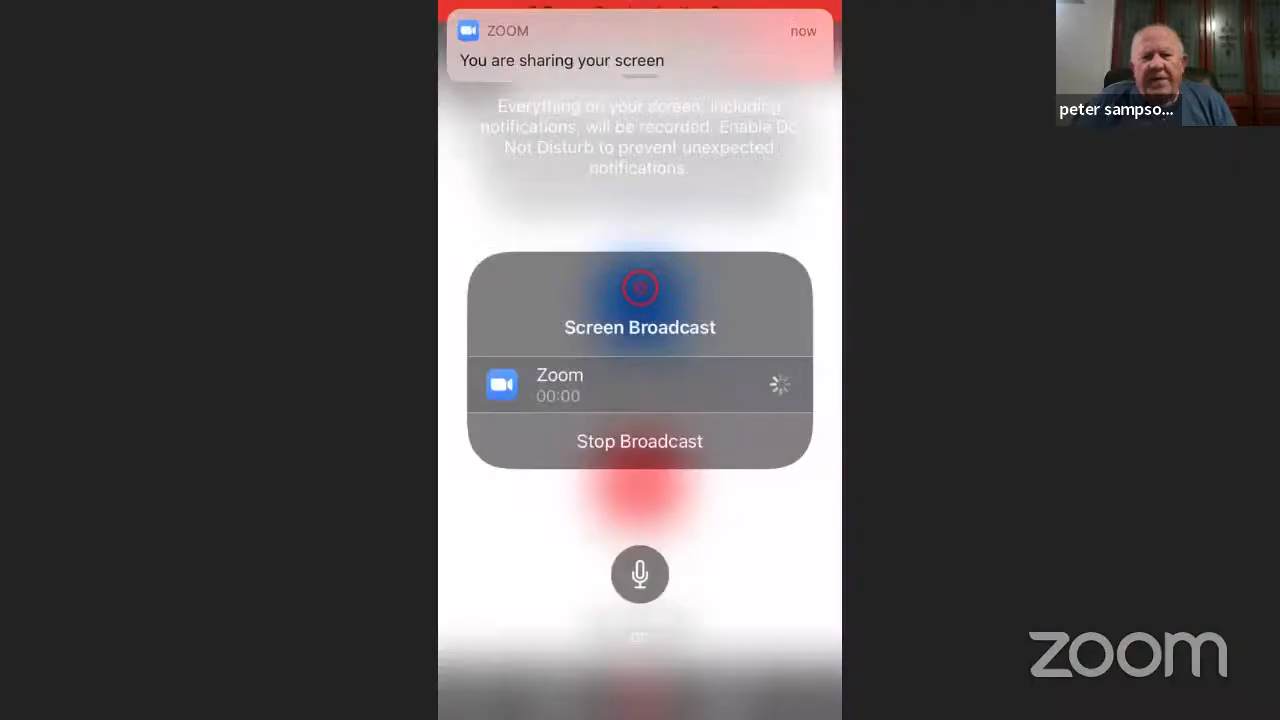 ZOOM
now
You are sharing your screen
Everything on your screen, including
notifications, will be recorded. Enable Do
Not Disturb to prevent unexpected
notifications.
Screen Broadcast
Zoom
00:00
Stop Broadcast
peter sampso...
zoom